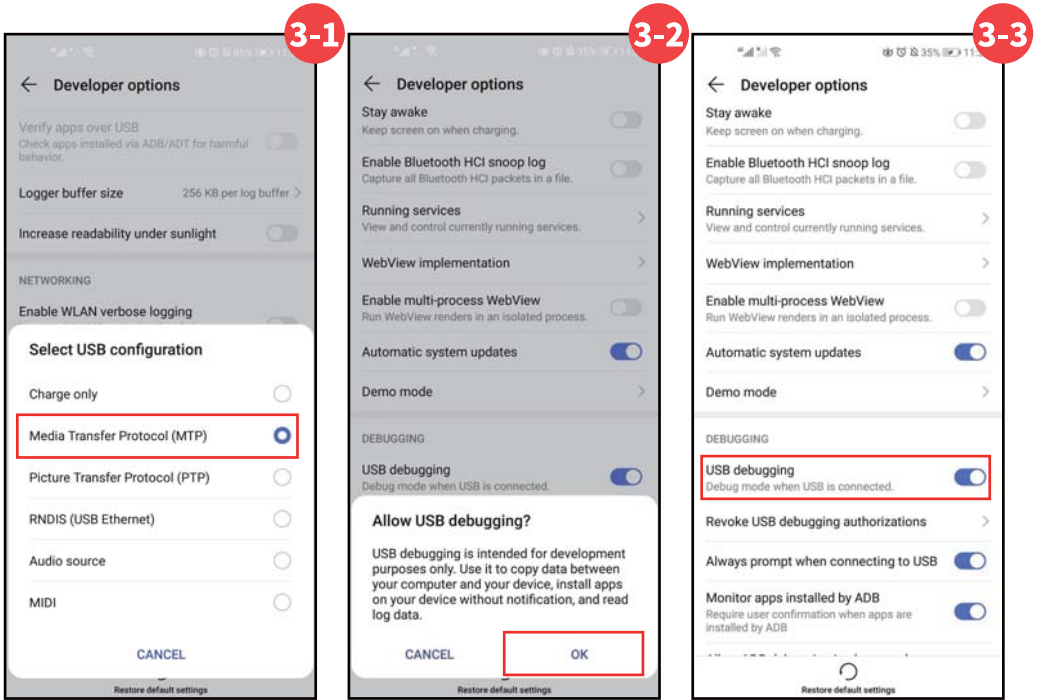 3-1
85%
Developer options
Verify apps over USB
Check apps installed via ADB/ADT for harmful
behavior.
Logger buffer size 256 KB per log buffer
Increase readability under sunlight
NETWORKING
Enable WLAN verbose logging
Select USB configuration
Charge only
Media Transfer Protocol (MTP)
Picture Transfer Protocol (PTP)
RNDIS (USB Ethernet)
Audio source
MIDI
CANCEL
Restore default settings
3-2
35%
Developer options
Stay awake
Keep screen on when charging.
Enable Bluetooth HCI snoop log
Capture all Bluetooth HCI packets in a file.
Running services
View and control currently running services.
WebView implementation
Enable multi-process WebView
Run WebView renders in an isolated process.
Automatic system updates
Demo mode
DEBUGGING
USB debugging
Debug mode when USB is connected.
Allow USB debugging?
USB debugging is intended for development
purposes only. Use it to copy data between
your computer and your device, install apps
on your device without notification, and read
log data.
CANCEL OK
Restore default settings
3-3
35%
Developer options
Stay awake
Keep screen on when charging.
Enable Bluetooth HCI snoop log
Capture all Bluetooth HCI packets in a file.
Running services
View and control currently running services.
WebView implementation
Enable multi-process WebView
Run WebView renders in an isolated process.
Automatic system updates
Demo mode
DEBUGGING
USB debugging
Debug mode when USB is connected.
Revoke USB debugging authorizations
Always prompt when connecting to USB
Monitor apps installed by ADB
Require user confirmation when apps are
installed by ADB
Restore default settings